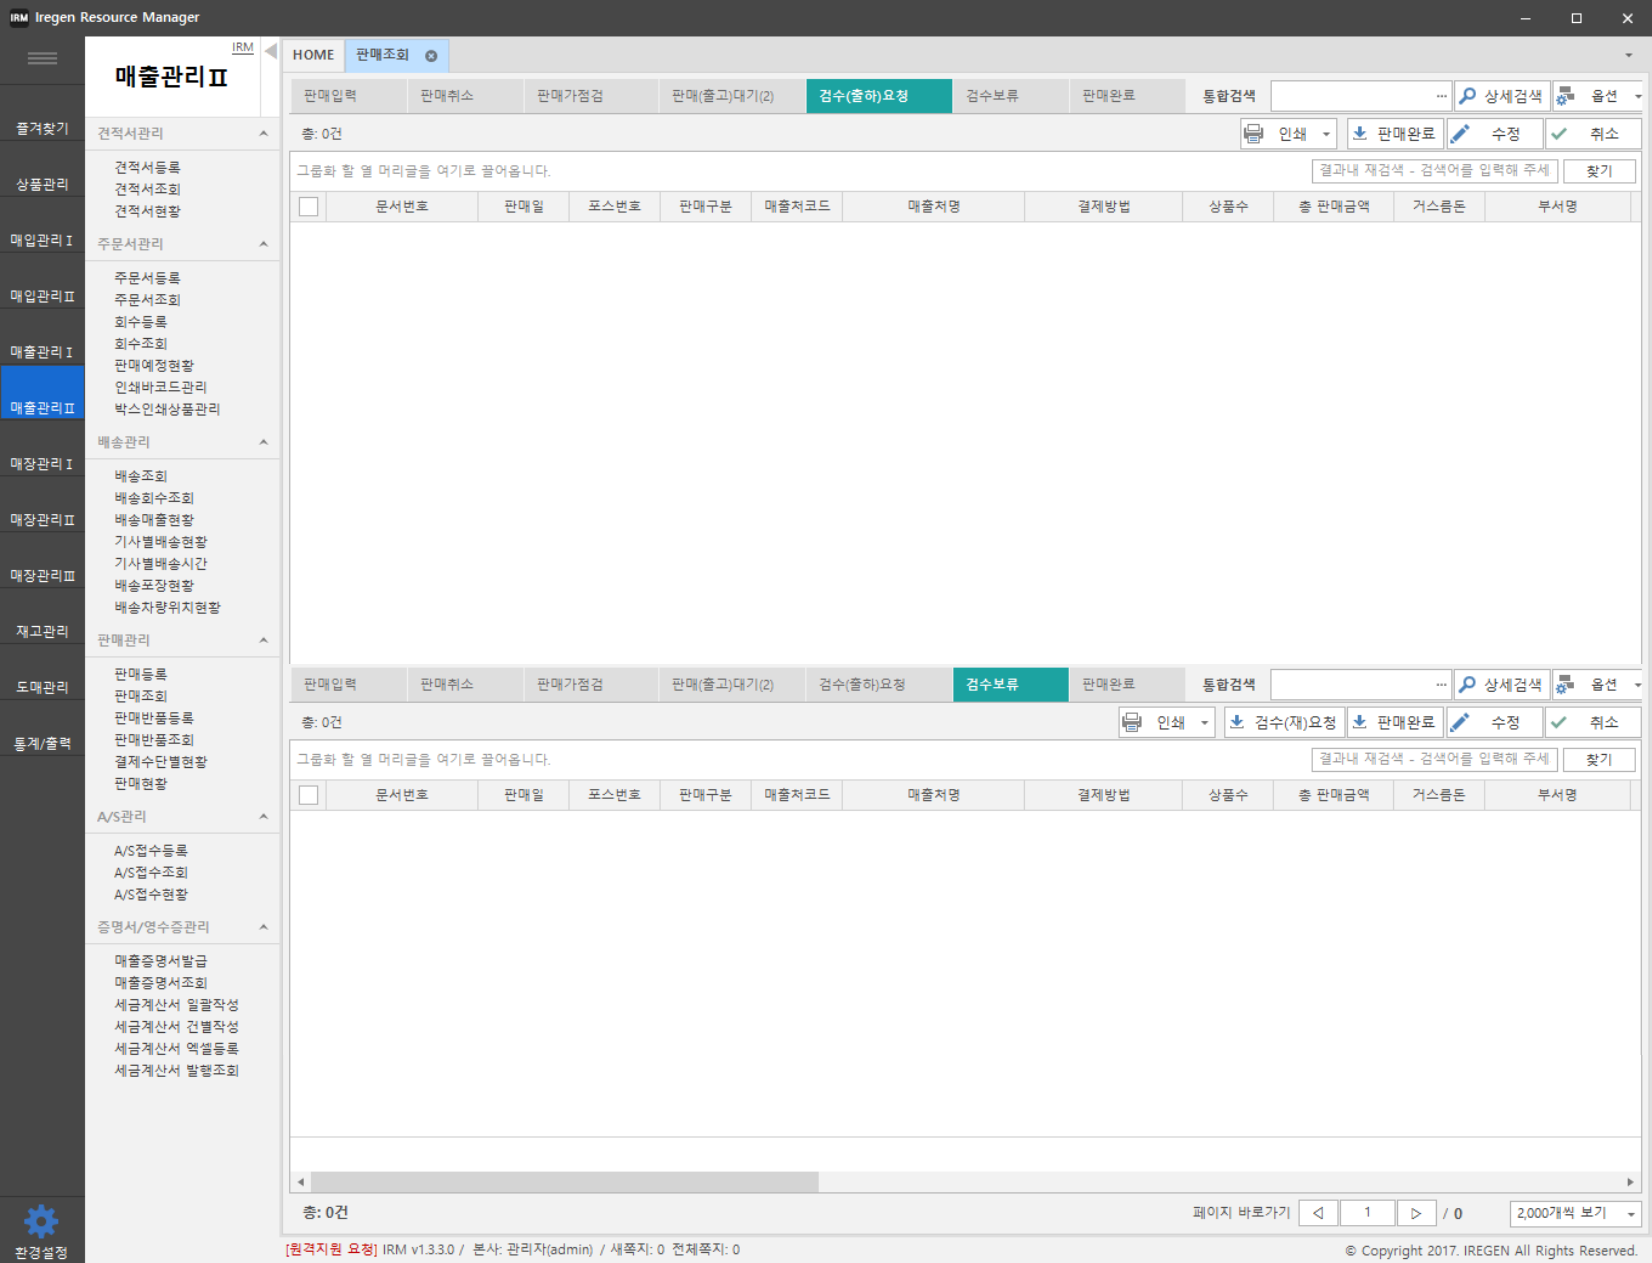 IRM Iregen Resource Manager
IRM
매출관리Ⅱ
즐겨찾기
상품관리
매입관리Ⅰ
매입관리Ⅱ
매출관리Ⅰ
매출관리Ⅱ
매장관리Ⅰ
매장관리Ⅱ
매장관리Ⅲ
재고관리
도매관리
통계/출력
환경설정
견적서관리
견적서등록
견적서조회
견적서현황
주문서관리
주문서등록
주문서조회
회수등록
회수조회
판매예정현황
인쇄바코드관리
박스인쇄상품관리
배송관리
배송조회
배송회수조회
배송매출현황
기사별배송현황
기사별배송시간
배송포장현황
배송차량위치현황
판매관리
판매등록
판매조회
판매반품등록
판매반품조회
결제수단별현황
판매현황
A/S관리
A/S접수등록
A/S접수조회
A/S접수현황
증명서/영수증관리
매출증명서발급
매출증명서조회
세금계산서 일괄작성
세금계산서 건별작성
세금계산서 엑셀등록
세금계산서 발행조회
HOME 판매조회
판매입력 판매취소 판매가점검 판매(출고)대기(2) 검수(출하)요청 검수보류 판매완료 통합검색 ... 상세검색 옵션
총: 0건 인쇄 판매완료 수정 취소
그룹화 할 열 머리글을 여기로 끌어옵니다. 결과내 재검색 - 검색어를 입력해 주세 찾기
문서번호 판매일 포스번호 판매구분 매출처코드 매출처명 결제방법 상품수 총 판매금액 거스름돈 부서명
판매입력 판매취소 판매가점검 판매(출고)대기(2) 검수(출하)요청 검수보류 판매완료 통합검색 ... 상세검색 옵션
총: 0건 인쇄 검수(재)요청 판매완료 수정 취소
그룹화 할 열 머리글을 여기로 끌어옵니다. 결과내 재검색 - 검색어를 입력해 주세 찾기
문서번호 판매일 포스번호 판매구분 매출처코드 매출처명 결제방법 상품수 총 판매금액 거스름돈 부서명
총: 0건 페이지 바로가기 1 / 0 2,000개씩 보기
[원격지원 요청] IRM v1.3.3.0 / 본사: 관리자(admin) / 새쪽지: 0 전체쪽지: 0 © Copyright 2017. IREGEN All Rights Reserved.